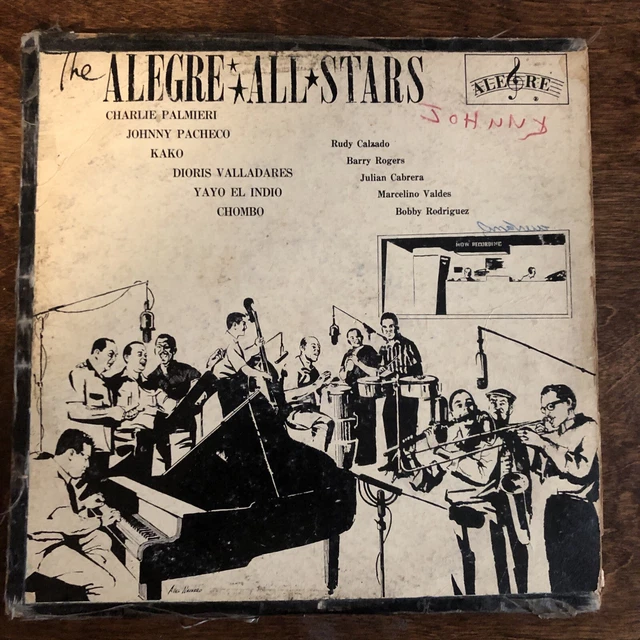 The ALEGRE ALL STARS
ALEGRE
CHARLIE PALMIERI
JOHNNY PACHECO
KAKO
DIORIS VALLADARES
YAYO EL INDIO
CHOMBO
Rudy Calzado
Barry Rogers
Julian Cabrera
Marcelino Valdes
Bobby Rodriguez
Andrew
NOW RECORDING